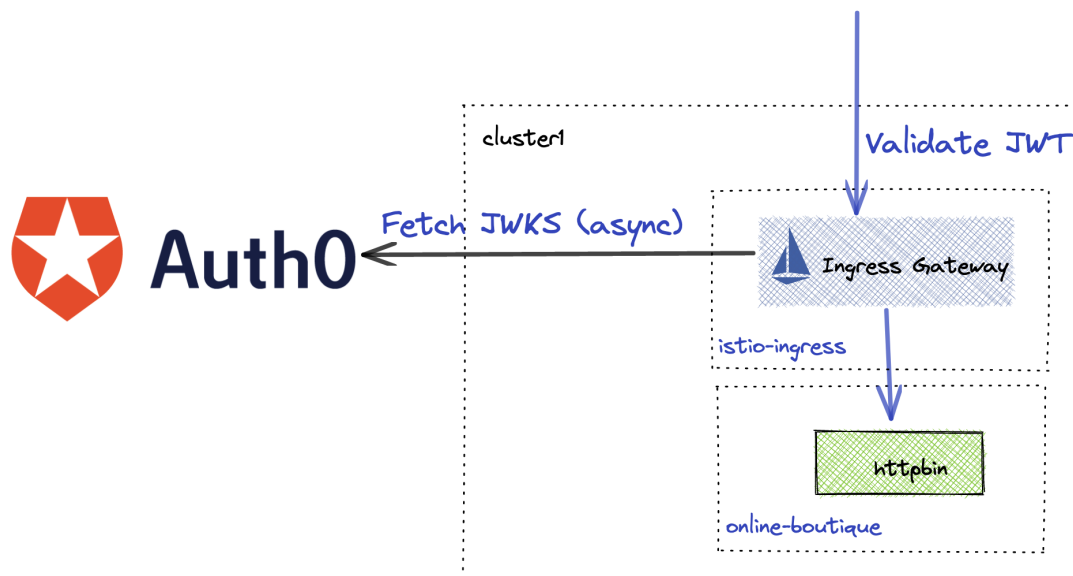 cluster1
Validate JWT
Fetch JWKS (async)
Auth0
Ingress Gateway
istio-ingress
httpbin
online-boutique